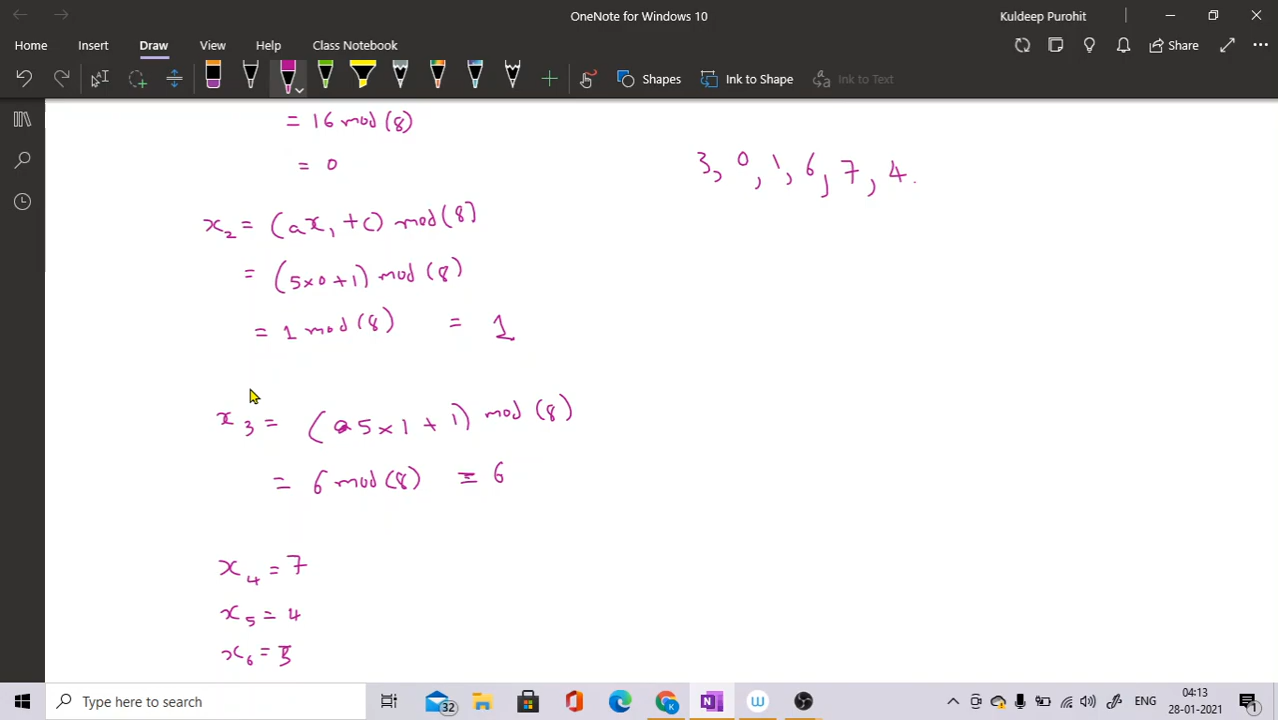 OneNote for Windows 10
Kuldeep Purohit
Home Insert Draw View Help Class Notebook
Share
Shapes Ink to Shape Ink to Text
= 16 mod (8)
= 0
3, 0, 1, 6, 7, 4.
x₂ = (ax₁ + c) mod (8)
= (5×0+1) mod (8)
= 1 mod (8) = 1
x₃ = (5×1+1) mod (8)
= 6 mod (8) = 6
x₄ = 7
x₅ = 4
x₆ =
Type here to search
32
ENG
04:13
28-01-2021
1